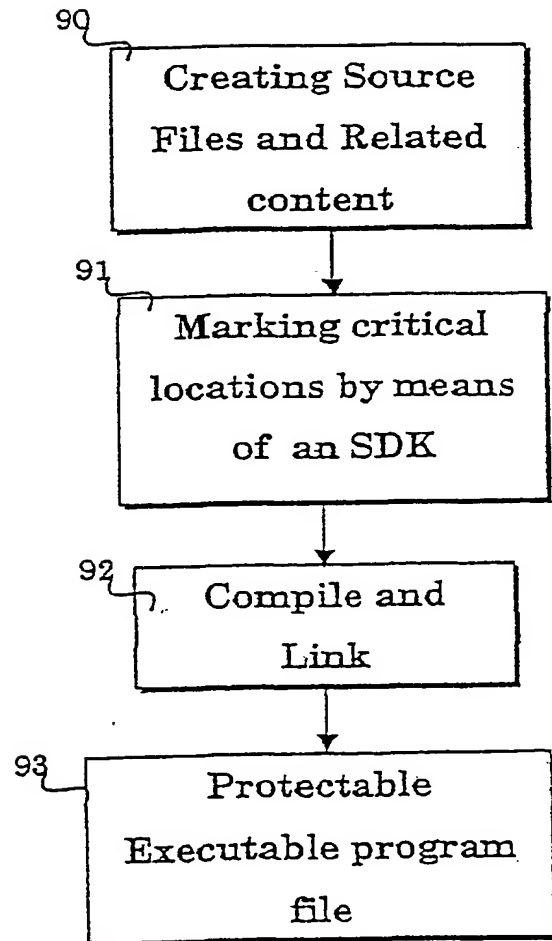 90
Creating Source
Files and Related
content
91
Marking critical
locations by means
of an SDK
92
Compile and
Link
93
Protectable
Executable program
file